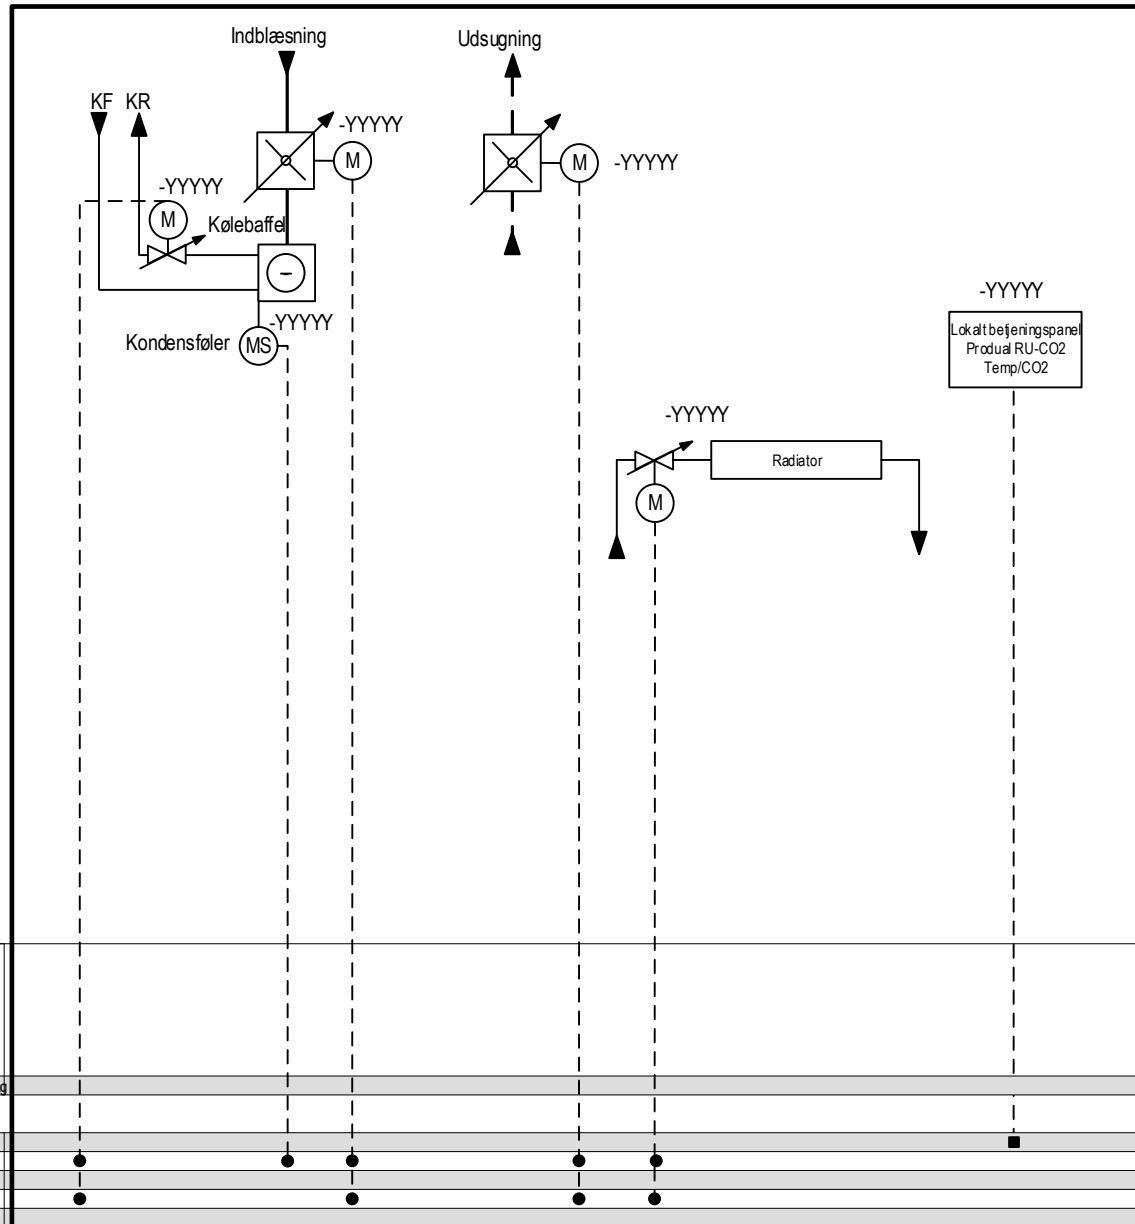 Indblæsning
Udsugning
KF KR
-YYYYY
M
M
-YYYYY
-YYYYY
M
Kølebaffel
-
-YYYYY
Kondensføler
MS
-YYYYY
Lokalt betjeningspanel
Produal RU-CO2
Temp/CO2
-YYYYY
Radiator
M
g